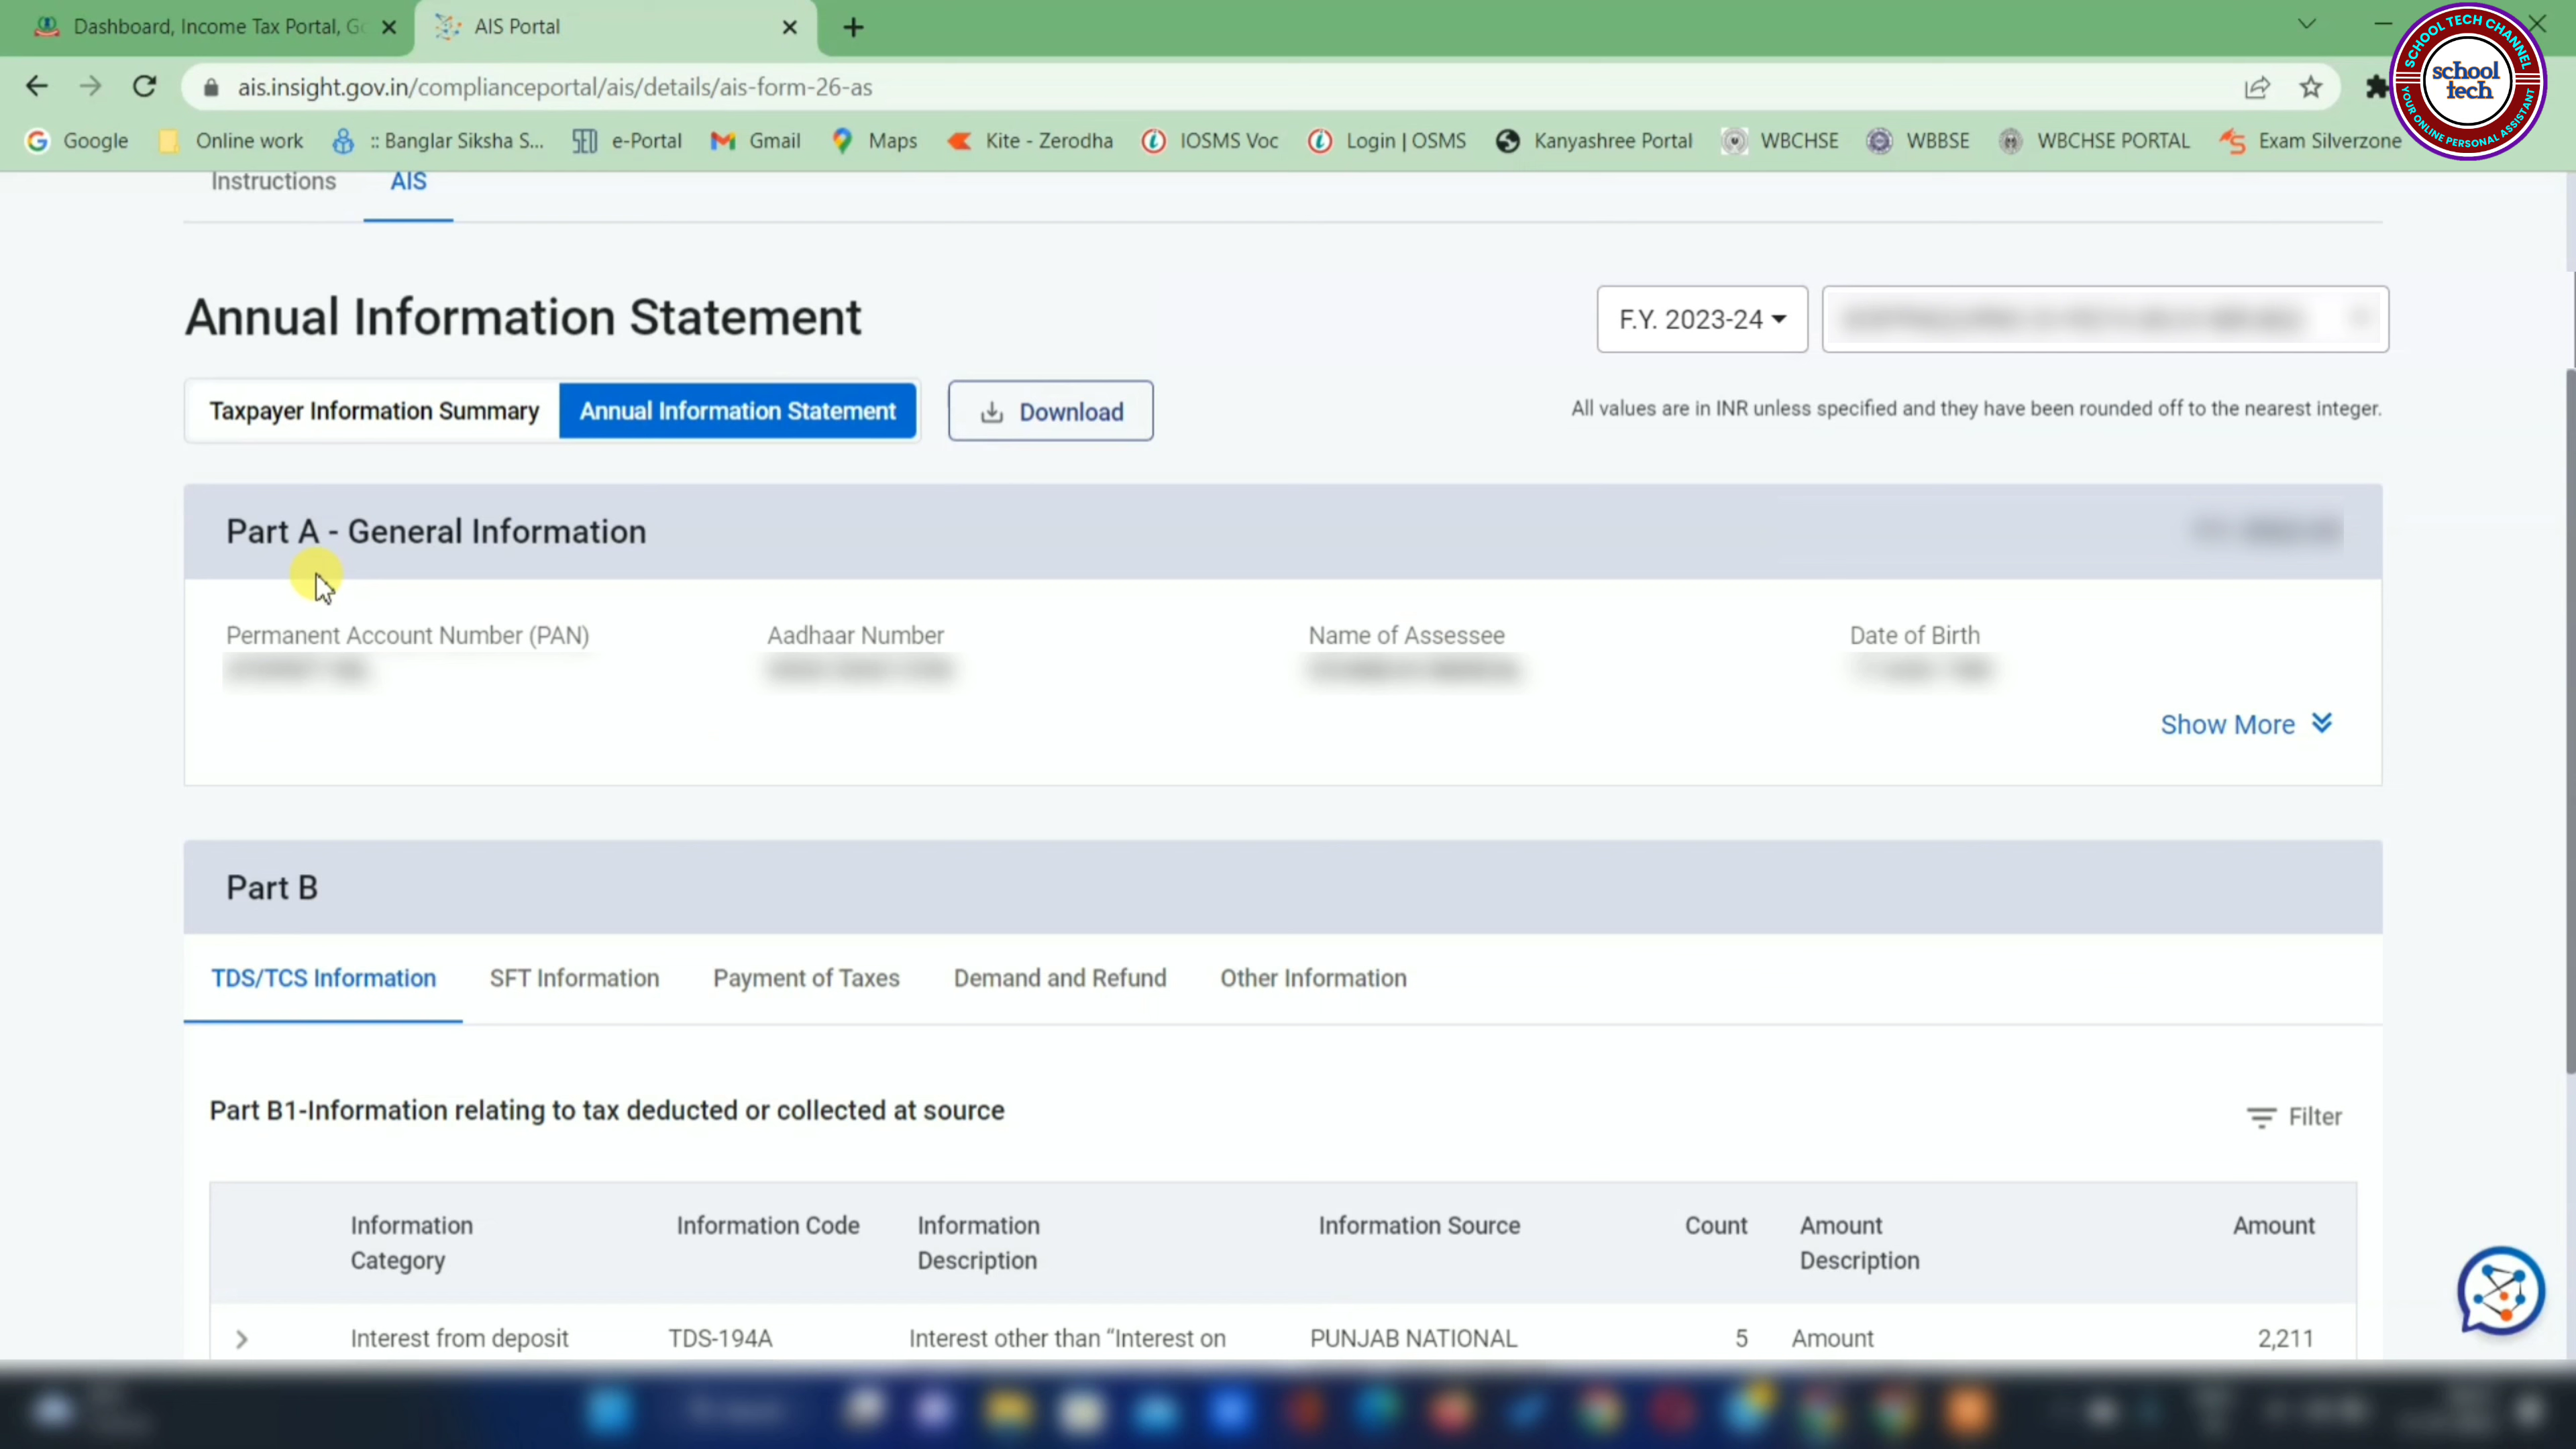 Dashboard, Income Tax Portal, Go
AIS Portal
ais.insight.gov.in/complianceportal/ais/details/ais-form-26-as
Google Online work :: Banglar Siksha S... e-Portal Gmail Maps Kite - Zerodha IOSMS Voc Login | OSMS Kanyashree Portal WBCHSE WBBSE WBCHSE PORTAL Exam Silverzone
SCHOOL TECH CHANNEL
school
tech
YOUR ONLINE PERSONAL ASSISTANT
Instructions AIS
Annual Information Statement
F.Y. 2023-24
Taxpayer Information Summary Annual Information Statement Download
All values are in INR unless specified and they have been rounded off to the nearest integer.
Part A - General Information
Permanent Account Number (PAN) Aadhaar Number Name of Assessee Date of Birth
Show More
Part B
TDS/TCS Information SFT Information Payment of Taxes Demand and Refund Other Information
Part B1-Information relating to tax deducted or collected at source
Filter
Information Category Information Code Information Description Information Source Count Amount Description Amount
Interest from deposit TDS-194A Interest other than “Interest on PUNJAB NATIONAL 5 Amount 2,211